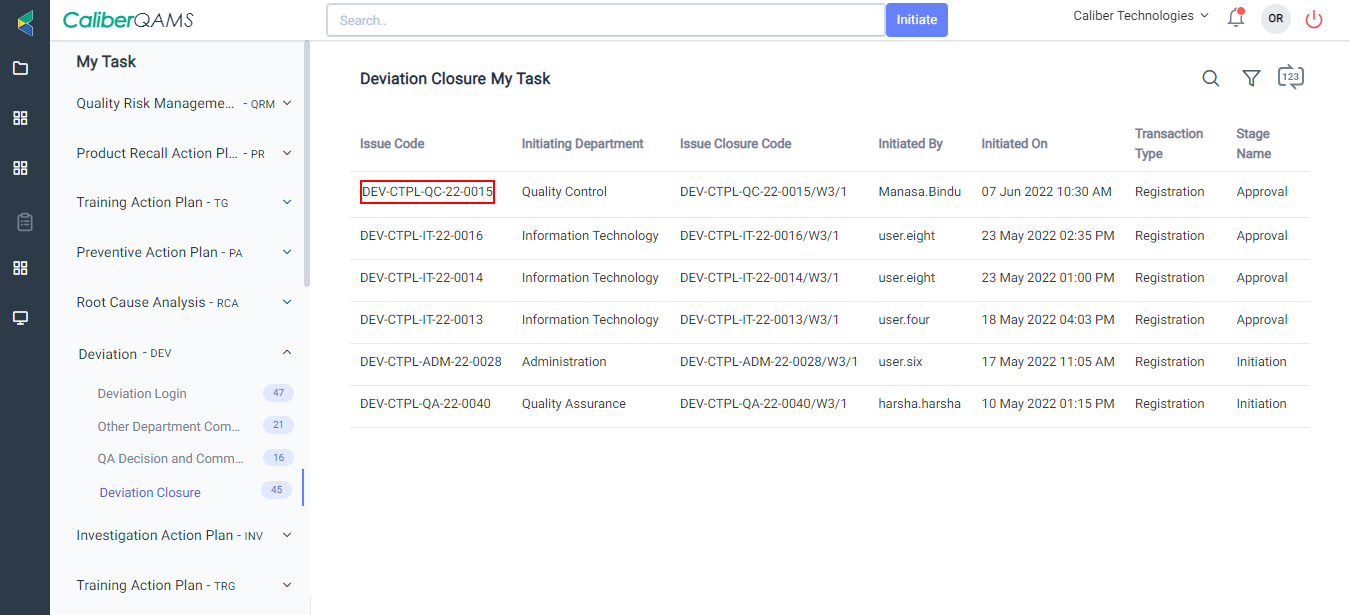 CaliberQAMS
Search..
Initiate
Caliber Technologies
OR
My Task
Quality Risk Manageme... - QRM
Product Recall Action Pl... - PR
Training Action Plan - TG
Preventive Action Plan - PA
Root Cause Analysis - RCA
Deviation - DEV
Deviation Login 47
Other Department Com... 21
QA Decision and Comm... 16
Deviation Closure 45
Investigation Action Plan - INV
Training Action Plan - TRG
Deviation Closure My Task
123
Issue Code Initiating Department Issue Closure Code Initiated By Initiated On Transaction Type Stage Name
DEV-CTPL-QC-22-0015 Quality Control DEV-CTPL-QC-22-0015/W3/1 Manasa.Bindu 07 Jun 2022 10:30 AM Registration Approval
DEV-CTPL-IT-22-0016 Information Technology DEV-CTPL-IT-22-0016/W3/1 user.eight 23 May 2022 02:35 PM Registration Approval
DEV-CTPL-IT-22-0014 Information Technology DEV-CTPL-IT-22-0014/W3/1 user.eight 23 May 2022 01:00 PM Registration Approval
DEV-CTPL-IT-22-0013 Information Technology DEV-CTPL-IT-22-0013/W3/1 user.four 18 May 2022 04:03 PM Registration Approval
DEV-CTPL-ADM-22-0028 Administration DEV-CTPL-ADM-22-0028/W3/1 user.six 17 May 2022 11:05 AM Registration Initiation
DEV-CTPL-QA-22-0040 Quality Assurance DEV-CTPL-QA-22-0040/W3/1 harsha.harsha 10 May 2022 01:15 PM Registration Initiation